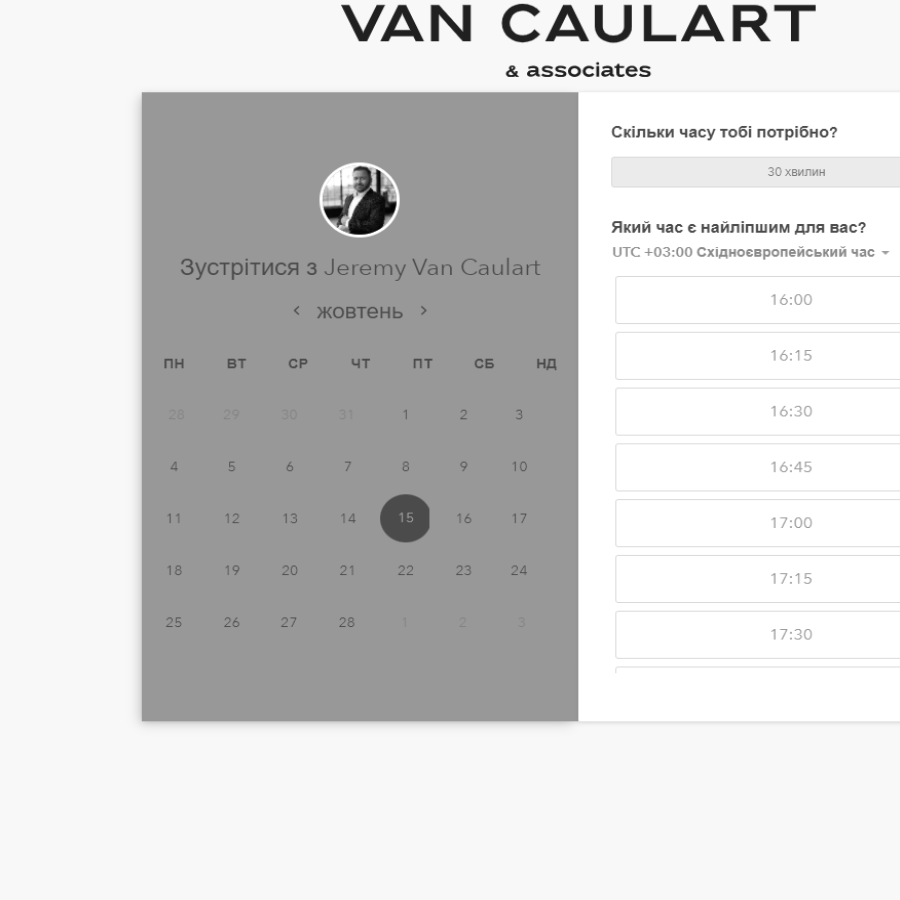 VAN CAULART
& associates
Зустрітися з Jeremy Van Caulart
жовтень
ПН ВТ СР ЧТ ПТ СБ НД
28 29 30 31 1 2 3
4 5 6 7 8 9 10
11 12 13 14 15 16 17
18 19 20 21 22 23 24
25 26 27 28 1 2 3
Скільки часу тобі потрібно?
30 хвилин
Який час є найліпшим для вас?
UTC +03:00 Східноєвропейський час
16:00
16:15
16:30
16:45
17:00
17:15
17:30